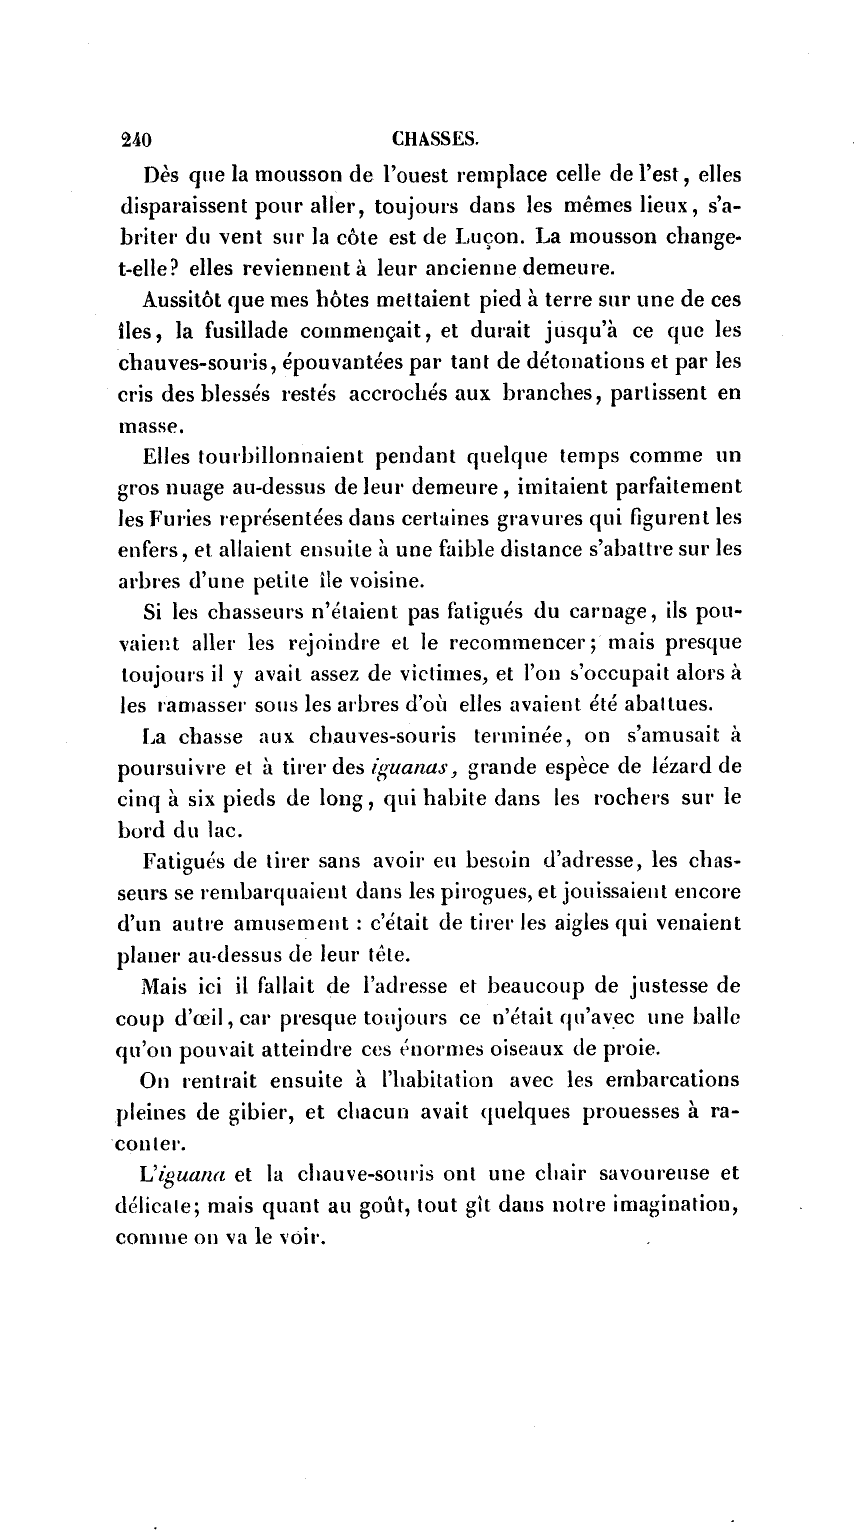 240 CHASSES.
Dès que la mousson de l'ouest remplace celle de l'est, elles
disparaissent pour aller, toujours dans les mêmes lieux, s'a-
briter du vent sur la côte est de Luçon. La mousson change-
t-elle? elles reviennent à leur ancienne demeure.
Aussitôt que mes hôtes mettaient pied à terre sur une de ces
îles, la fusillade commençait, et durait jusqu'à ce que les
chauves-souris, épouvantées par tant de détonations et par les
cris des blessés restés accrochés aux branches, partissent en
masse.
Elles tourbillonnaient pendant quelque temps comme un
gros nuage au-dessus de leur demeure, imitaient parfaitement
les Furies représentées dans certaines gravures qui figurent les
enfers, et allaient ensuite à une faible distance s'abattre sur les
arbres d'une petite île voisine.
Si les chasseurs n'étaient pas fatigués du carnage, ils pou-
vaient aller les rejoindre et le recommencer; mais presque
toujours il y avait assez de victimes, et l'on s'occupait alors à
les ramasser sous les arbres d'où elles avaient été abattues.
La chasse aux chauves-souris terminée, on s'amusait à
poursuivre et à tirer des iguanas, grande espèce de lézard de
cinq à six pieds de long, qui habite dans les rochers sur le
bord du lac.
Fatigués de tirer sans avoir eu besoin d'adresse, les chas-
seurs se rembarquaient dans les pirogues, et jouissaient encore
d'un autre amusement : c'était de tirer les aigles qui venaient
planer au-dessus de leur tête.
Mais ici il fallait de l'adresse et beaucoup de justesse de
coup d'œil, car presque toujours ce n'était qu'avec une balle
qu'on pouvait atteindre ces énormes oiseaux de proie.
On rentrait ensuite à l'habitation avec les embarcations
pleines de gibier, et chacun avait quelques prouesses à ra-
conter.
L'iguana et la chauve-souris ont une chair savoureuse et
délicate; mais quant au goût, tout gît dans notre imagination,
comme on va le voir.